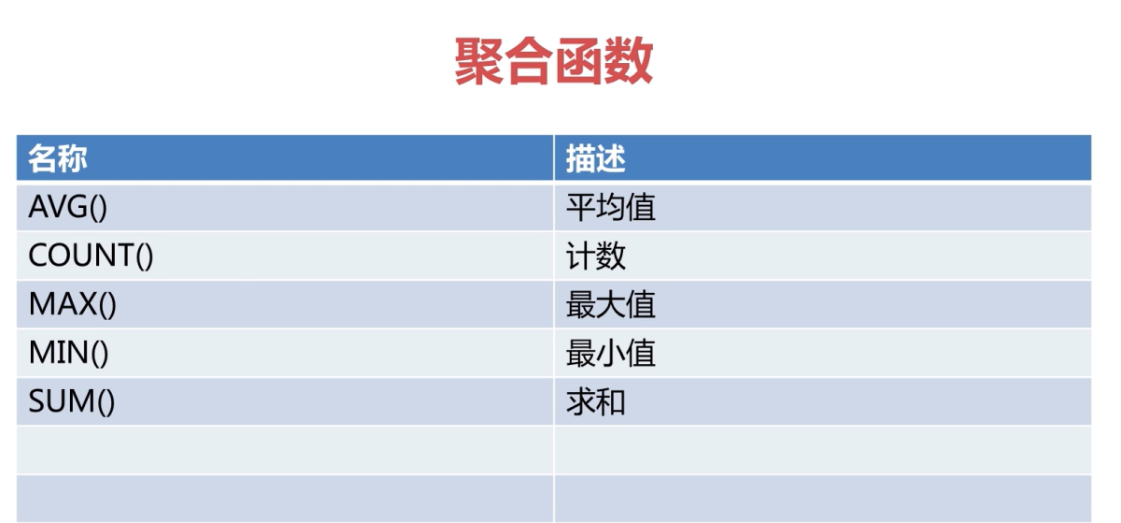 聚合函数
名称 描述
AVG() 平均值
COUNT() 计数
MAX() 最大值
MIN() 最小值
SUM() 求和